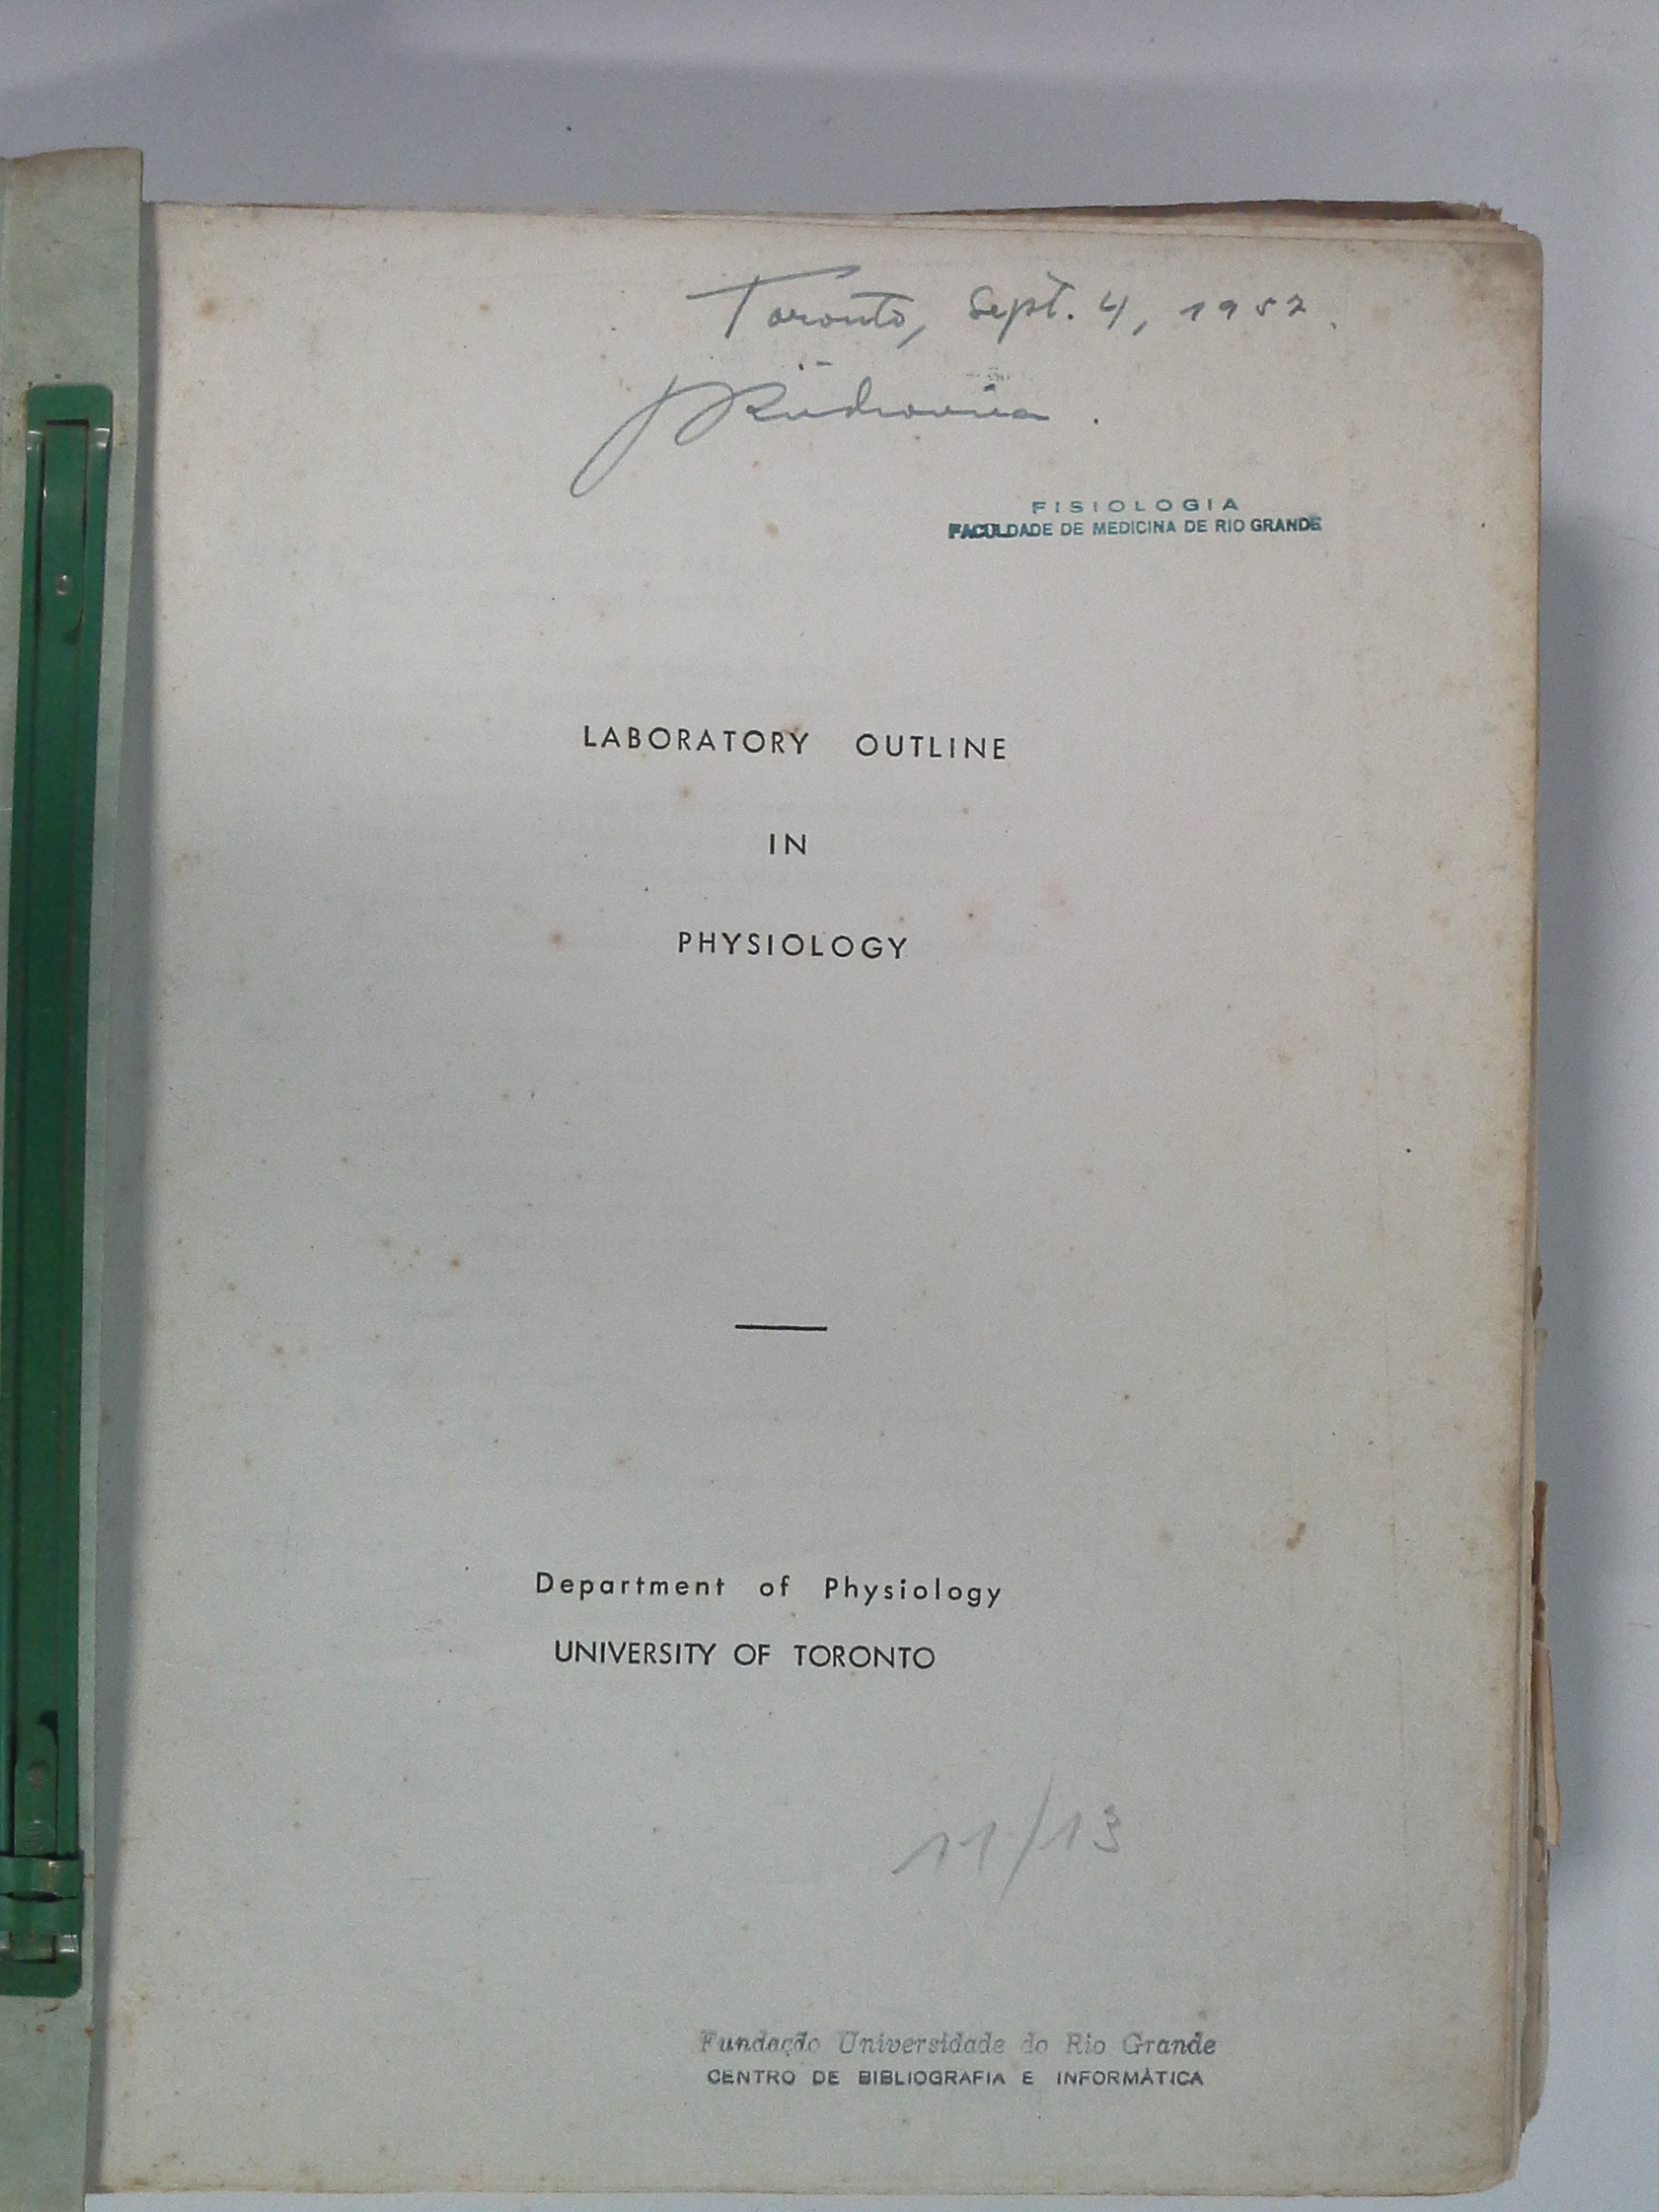 Toronto, Sept. 4, 1952.
FISIOLOGIA
FACULDADE DE MEDICINA DE RIO GRANDE
LABORATORY OUTLINE
IN
PHYSIOLOGY
Department of Physiology
UNIVERSITY OF TORONTO
11/13
Fundação Universidade do Rio Grande
CENTRO DE BIBLIOGRAFIA E INFORMÁTICA